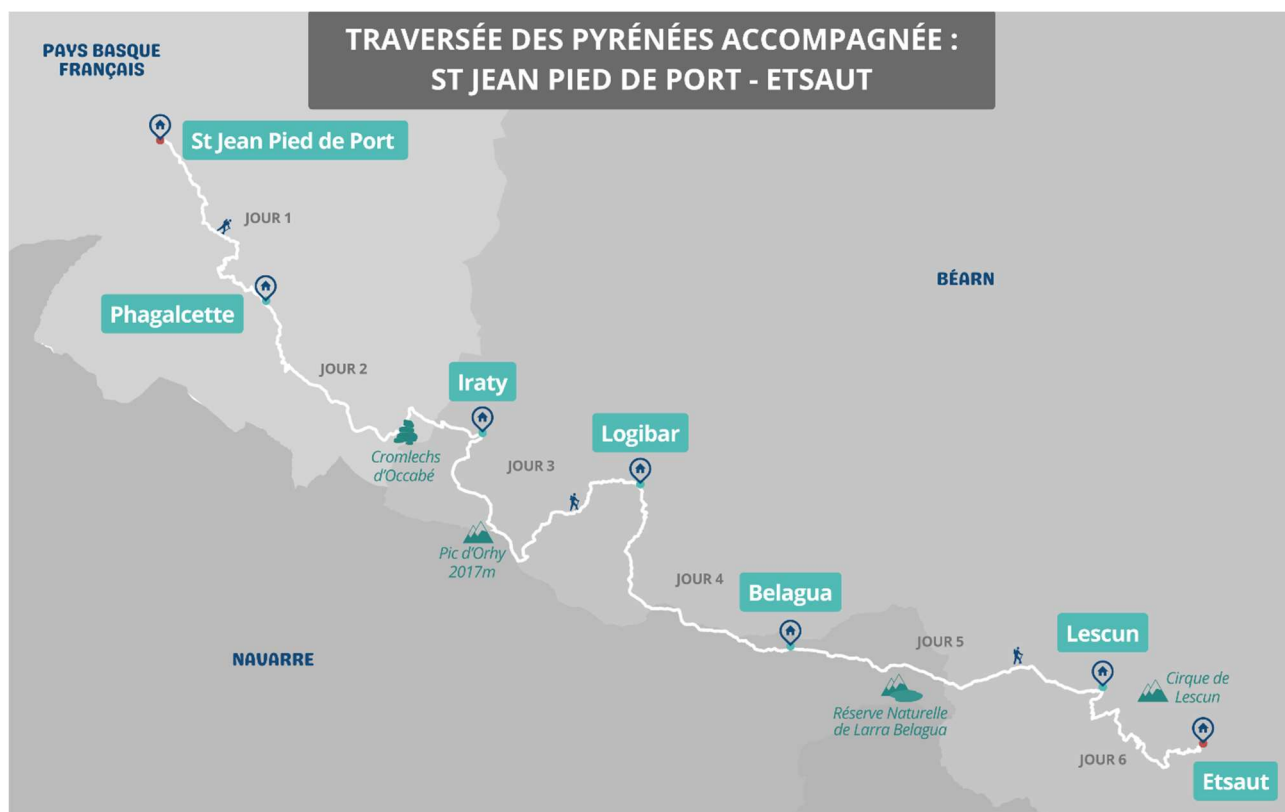 TRAVERSÉE DES PYRÉNÉES ACCOMPAGNÉE :
ST JEAN PIED DE PORT - ETSAUT
PAYS BASQUE
FRANÇAIS
St Jean Pied de Port
JOUR 1
BÉARN
Phagalcette
JOUR 2
Iraty
Logibar
Cromlechs
d'Occabé
JOUR 3
Pic d'Orhy
2017m
JOUR 4
Belagua
NAVARRE
JOUR 5
Lescun
Cirque de
Lescun
Réserve Naturelle
de Larra Belagua
JOUR 6
Etsaut